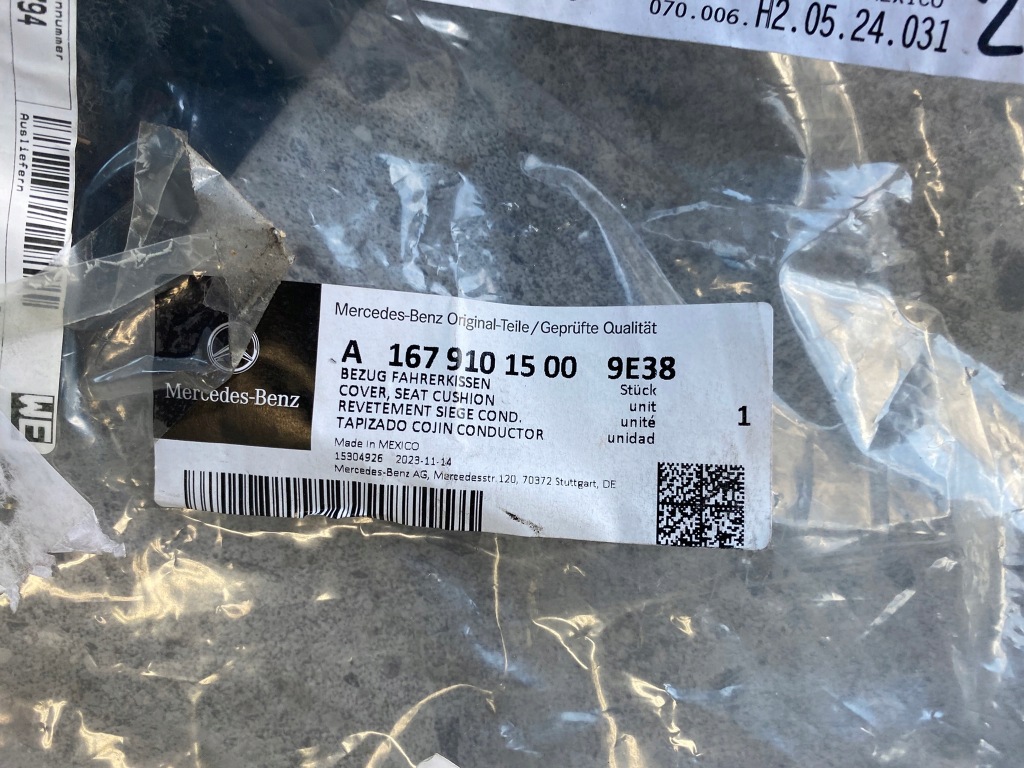 070.006.H2.05.24.031
94
Ausliefern
Mercedes-Benz
Mercedes-Benz Original-Teile/Geprüfte Qualität
A 167 910 15 00 9E38
BEZUG FAHRERKISSEN Stück
COVER, SEAT CUSHION unit
REVETEMENT SIEGE COND. unité 1
TAPIZADO COJIN CONDUCTOR unidad
Made in MEXICO
15304926 2023-11-14
Mercedes-Benz AG, Mercedesstr.120, 70372 Stuttgart, DE